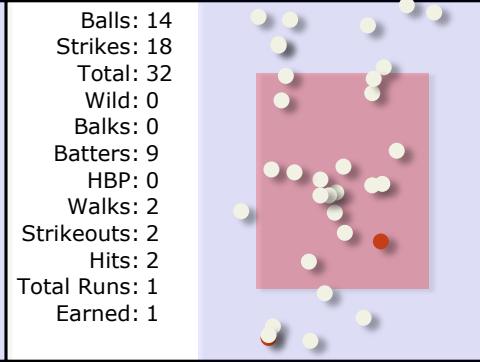 Balls: 14
Strikes: 18
Total: 32
Wild: 0
Balks: 0
Batters: 9
HBP: 0
Walks: 2
Strikeouts: 2
Hits: 2
Total Runs: 1
Earned: 1